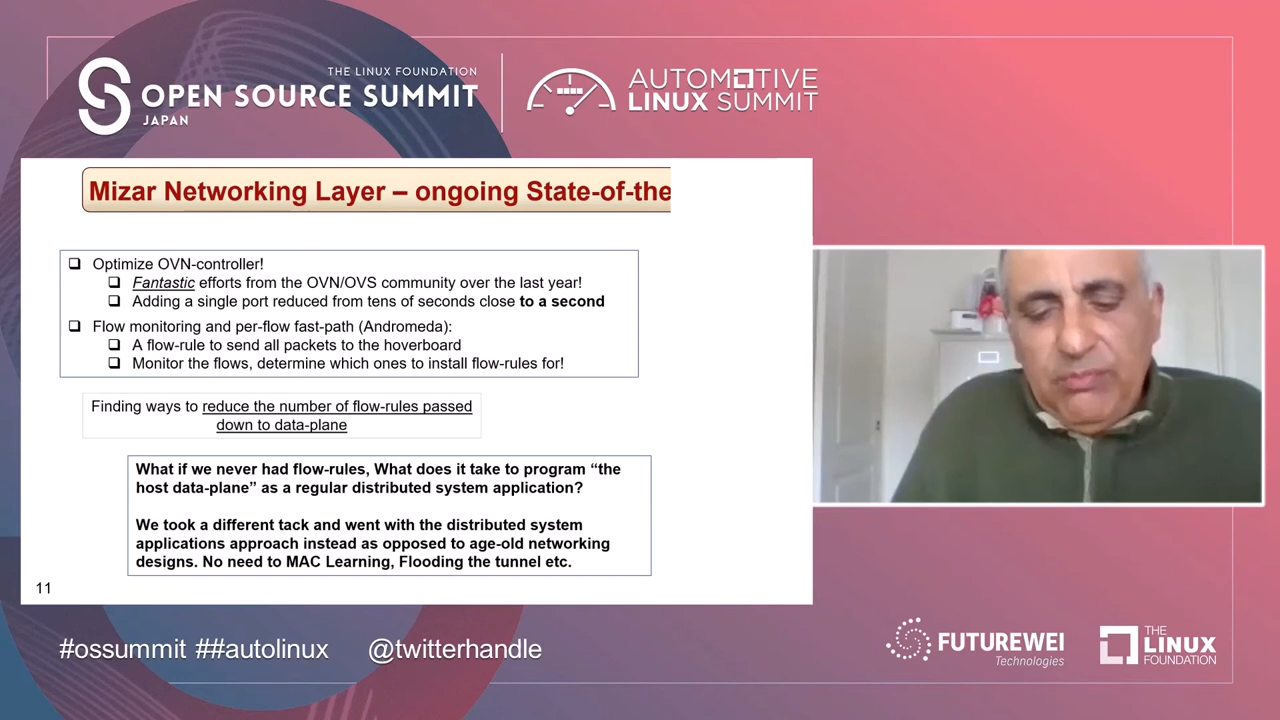 THE LINUX FOUNDATION
OPEN SOURCE SUMMIT
JAPAN
AUTOMOTIVE
LINUX SUMMIT
Mizar Networking Layer – ongoing State-of-the
Optimize OVN-controller!
Fantastic efforts from the OVN/OVS community over the last year!
Adding a single port reduced from tens of seconds close to a second
Flow monitoring and per-flow fast-path (Andromeda):
A flow-rule to send all packets to the hoverboard
Monitor the flows, determine which ones to install flow-rules for!
Finding ways to reduce the number of flow-rules passed
down to data-plane
What if we never had flow-rules, What does it take to program “the
host data-plane” as a regular distributed system application?
We took a different tack and went with the distributed system
applications approach instead as opposed to age-old networking
designs. No need to MAC Learning, Flooding the tunnel etc.
11
#ossummit ##autolinux @twitterhandle
FUTUREWEI
Technologies
THE
LINUX
FOUNDATION